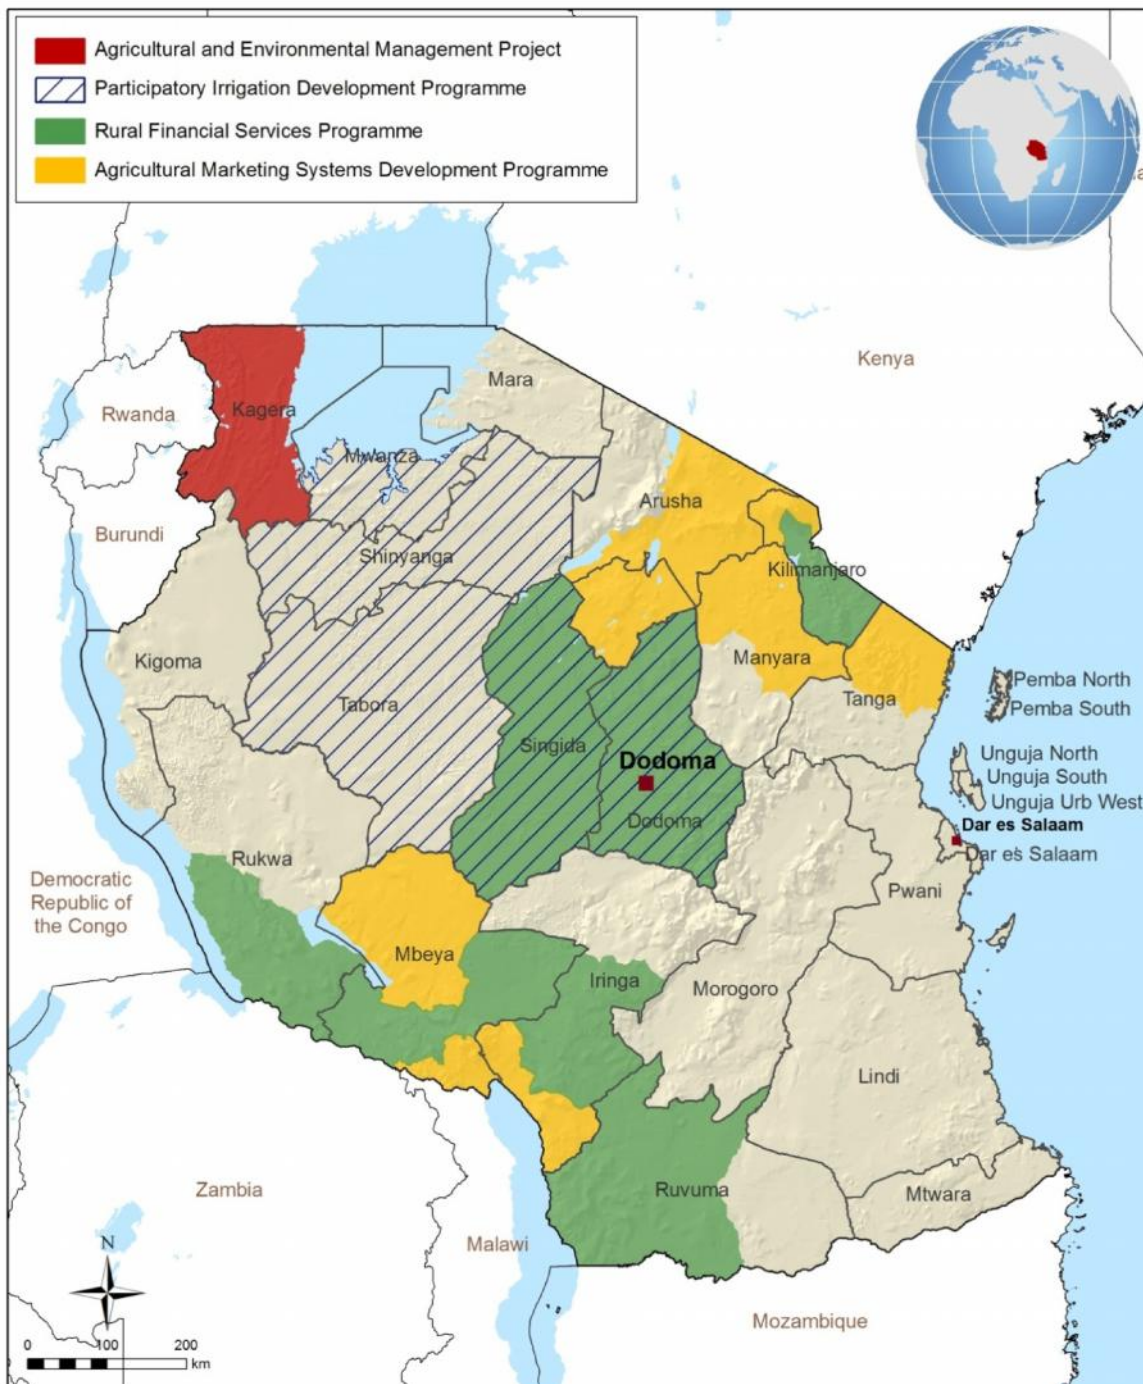 Agricultural and Environmental Management Project
Participatory Irrigation Development Programme
Rural Financial Services Programme
Agricultural Marketing Systems Development Programme
Kenya
Mara
Rwanda
Kagera
Mwanza
Arusha
Burundi
Shinyanga
Kilimanjaro
Kigoma
Manyara
Pemba North
Tabora
Tanga
Pemba South
Singida
Unguja North
Dodoma
Unguja South
Unguja Urb West
Dodoma
Dar es Salaam
Dar es Salaam
Rukwa
Democratic
Republic of
the Congo
Pwani
Mbeya
Iringa
Morogoro
Lindi
Zambia
Ruvuma
Mtwara
Malawi
N
Mozambique
0 100 200
km